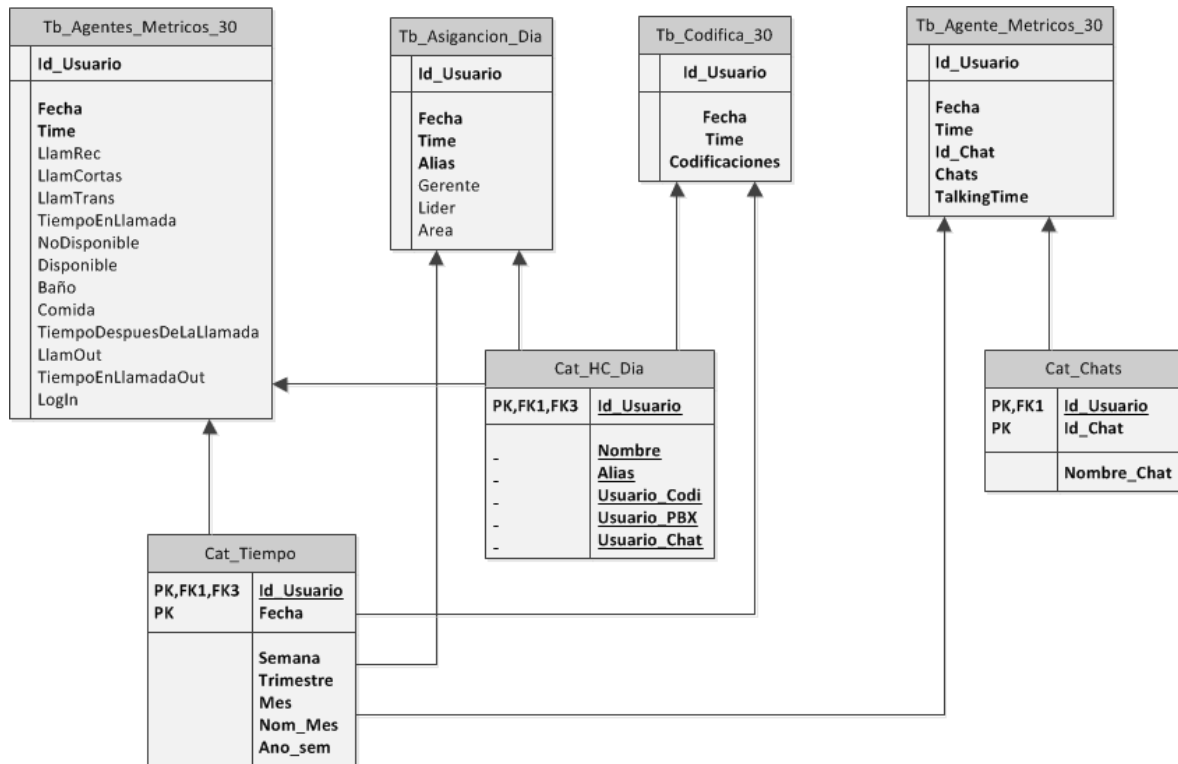 Tb_Agentes_Metricos_30
Id_Usuario
Fecha
Time
LlamRec
LlamCortas
LlamTrans
TiempoEnLlamada
NoDisponible
Disponible
Baño
Comida
TiempoDespuesDeLaLlamada
LlamOut
TiempoEnLlamadaOut
LogIn
Tb_Asigancion_Dia
Id_Usuario
Fecha
Time
Alias
Gerente
Lider
Area
Tb_Codifica_30
Id_Usuario
Fecha
Time
Codificaciones
Tb_Agente_Metricos_30
Id_Usuario
Fecha
Time
Id_Chat
Chats
TalkingTime
Cat_HC_Dia
PK,FK1,FK3 Id_Usuario
_ Nombre
_ Alias
_ Usuario_Codi
_ Usuario_PBX
_ Usuario_Chat
Cat_Chats
PK,FK1 Id_Usuario
PK Id_Chat
Nombre_Chat
Cat_Tiempo
PK,FK1,FK3 Id_Usuario
PK Fecha
Semana
Trimestre
Mes
Nom_Mes
Ano_sem